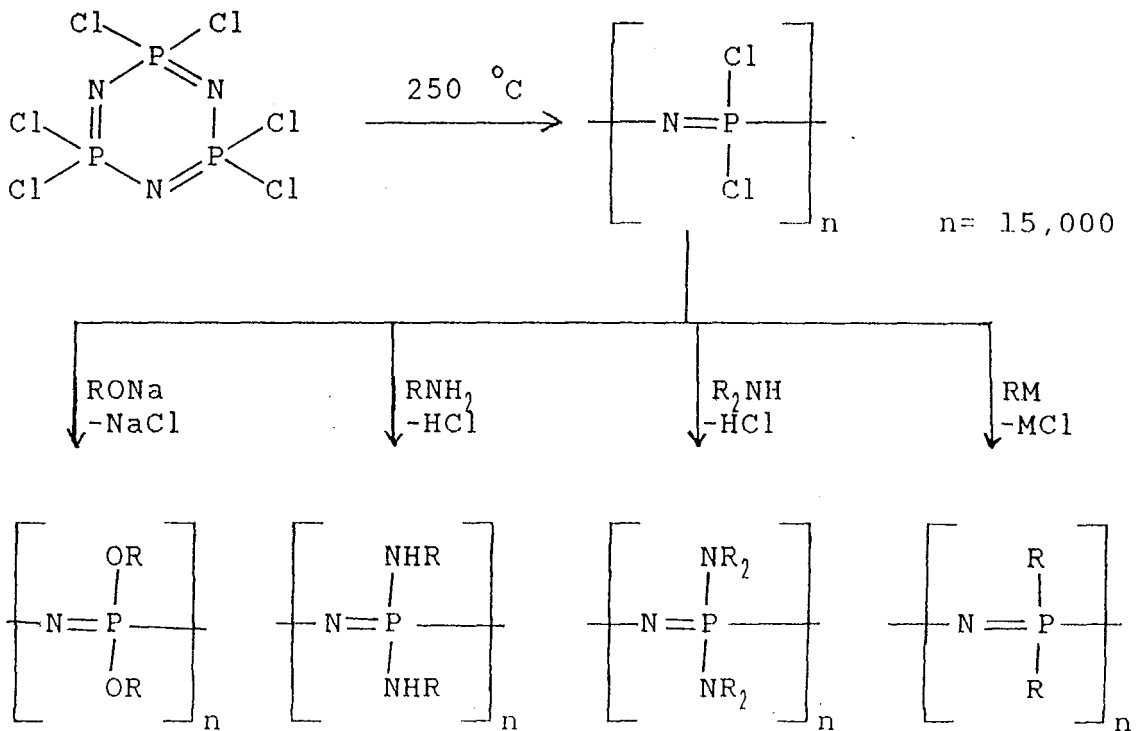 Cl Cl
P
N N
Cl Cl
P P
Cl N Cl
250 °C
Cl
N=P
Cl
n
n= 15,000
RONa
-NaCl
RNH₂
-HCl
R₂NH
-HCl
RM
-MCl
OR
N=P
OR
n
NHR
N=P
NHR
n
NR₂
N=P
NR₂
n
R
N=P
R
n